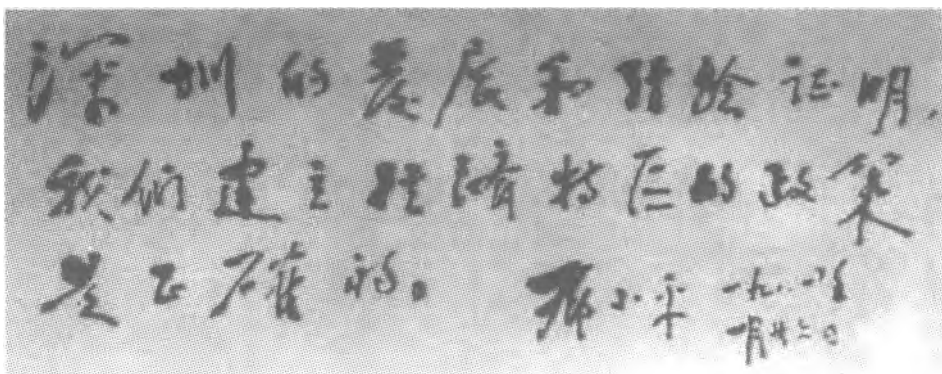 深圳的发展和经验证明,
我们建立经济特区的政策
是正确的。 邓小平 一九八四年
一月廿六日